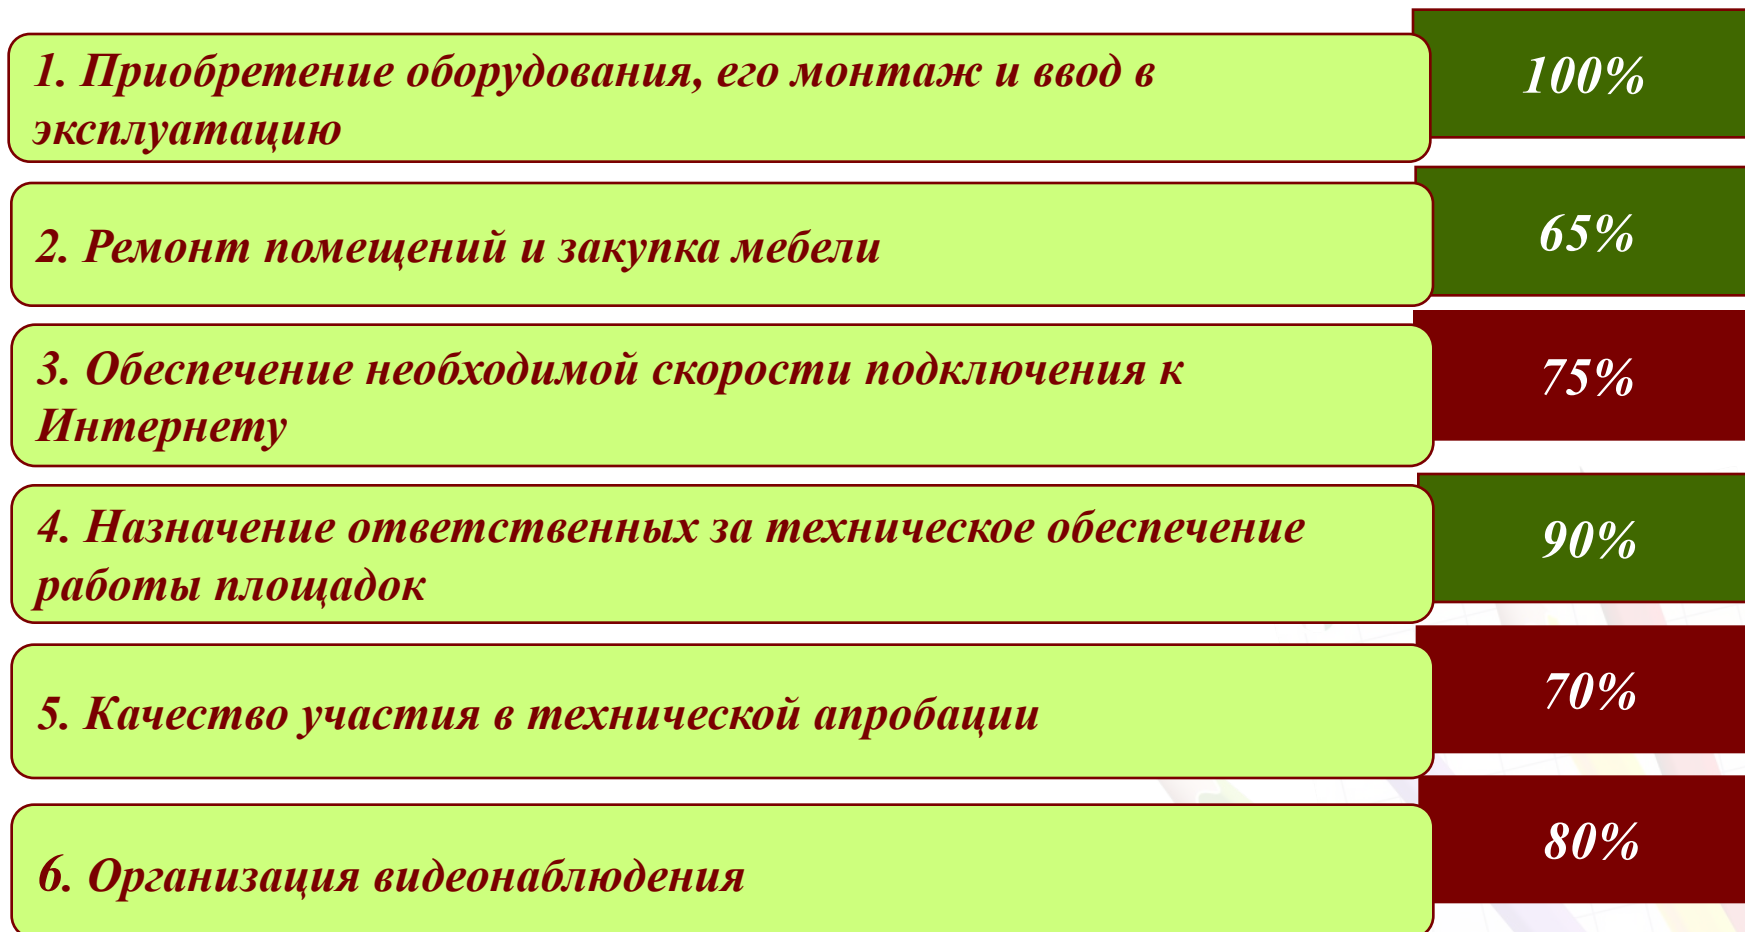 1. Приобретение оборудования, его монтаж и ввод в
эксплуатацию
100%
2. Ремонт помещений и закупка мебели
65%
3. Обеспечение необходимой скорости подключения к
Интернету
75%
4. Назначение ответственных за техническое обеспечение
работы площадок
90%
5. Качество участия в технической апробации
70%
6. Организация видеонаблюдения
80%